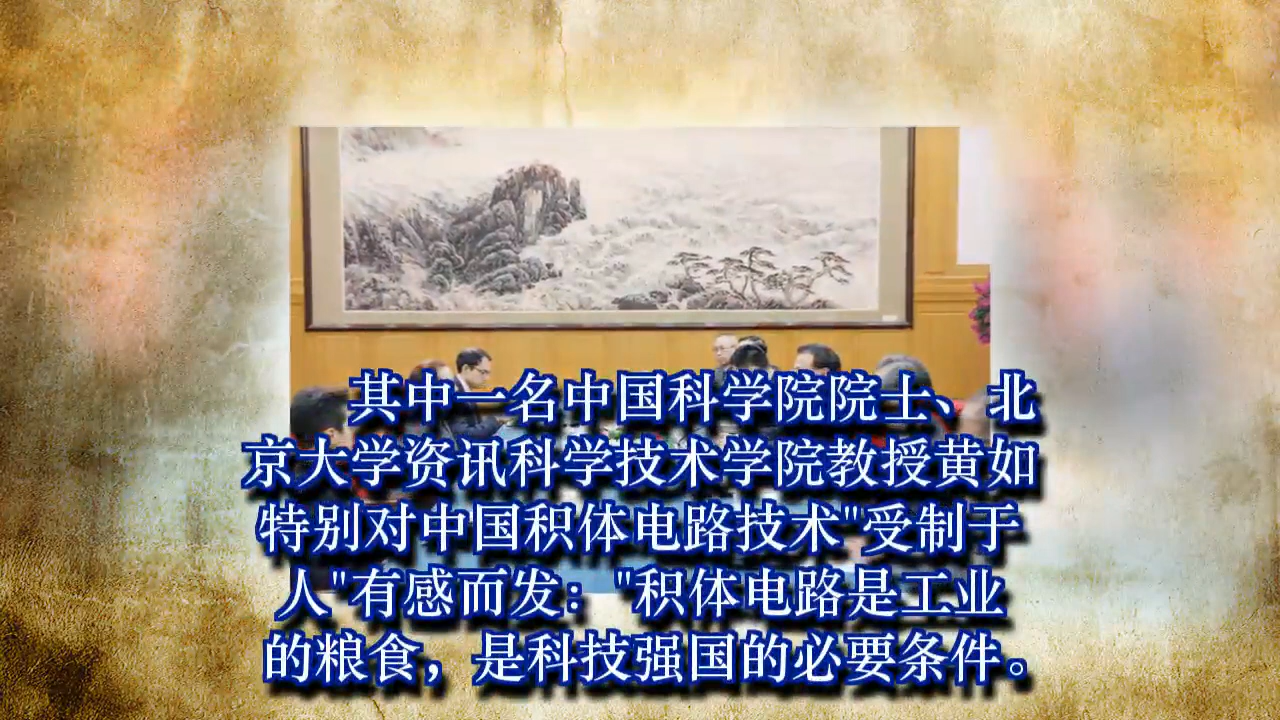 其中一名中国科学院院士、北
京大学资讯科学技术学院教授黄如
特别对中国积体电路技术"受制于
人"有感而发："积体电路是工业
的粮食，是科技强国的必要条件。